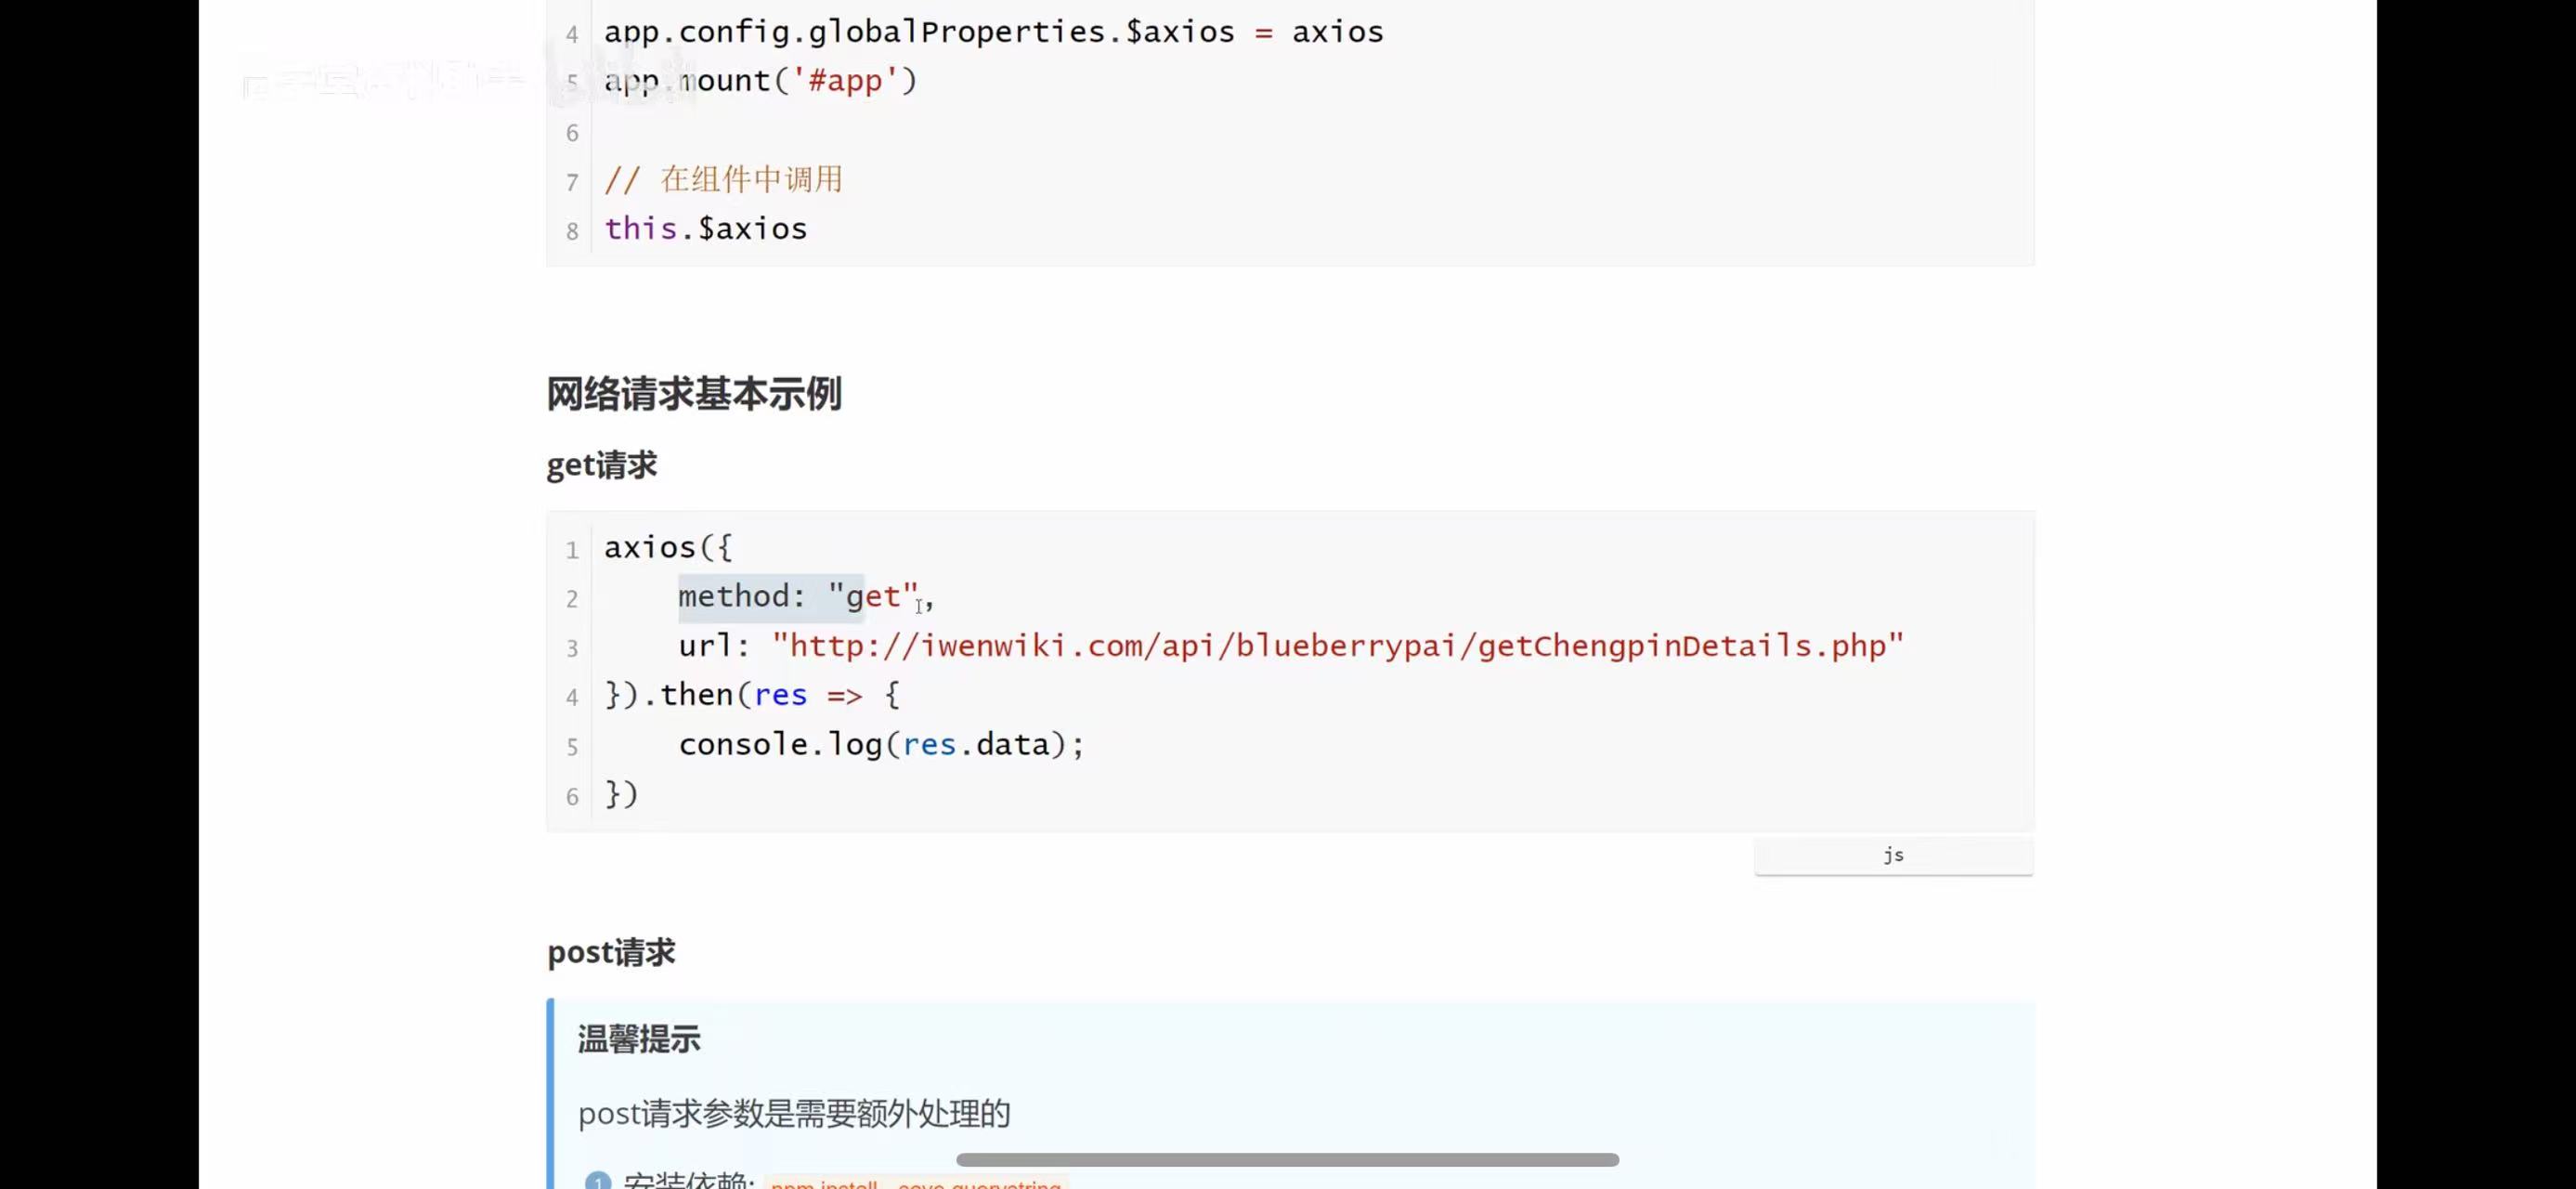 4 app.config.globalProperties.$axios = axios
5 app.mount('#app')
6
7 // 在组件中调用
8 this.$axios
网络请求基本示例
get请求
1 axios({
2 method: "get",
3 url: "http://iwenwiki.com/api/blueberrypai/getChengpinDetails.php"
4 }).then(res => {
5 console.log(res.data);
6 })
js
post请求
温馨提示
post请求参数是需要额外处理的
1 安装依赖: npm install --save querystring